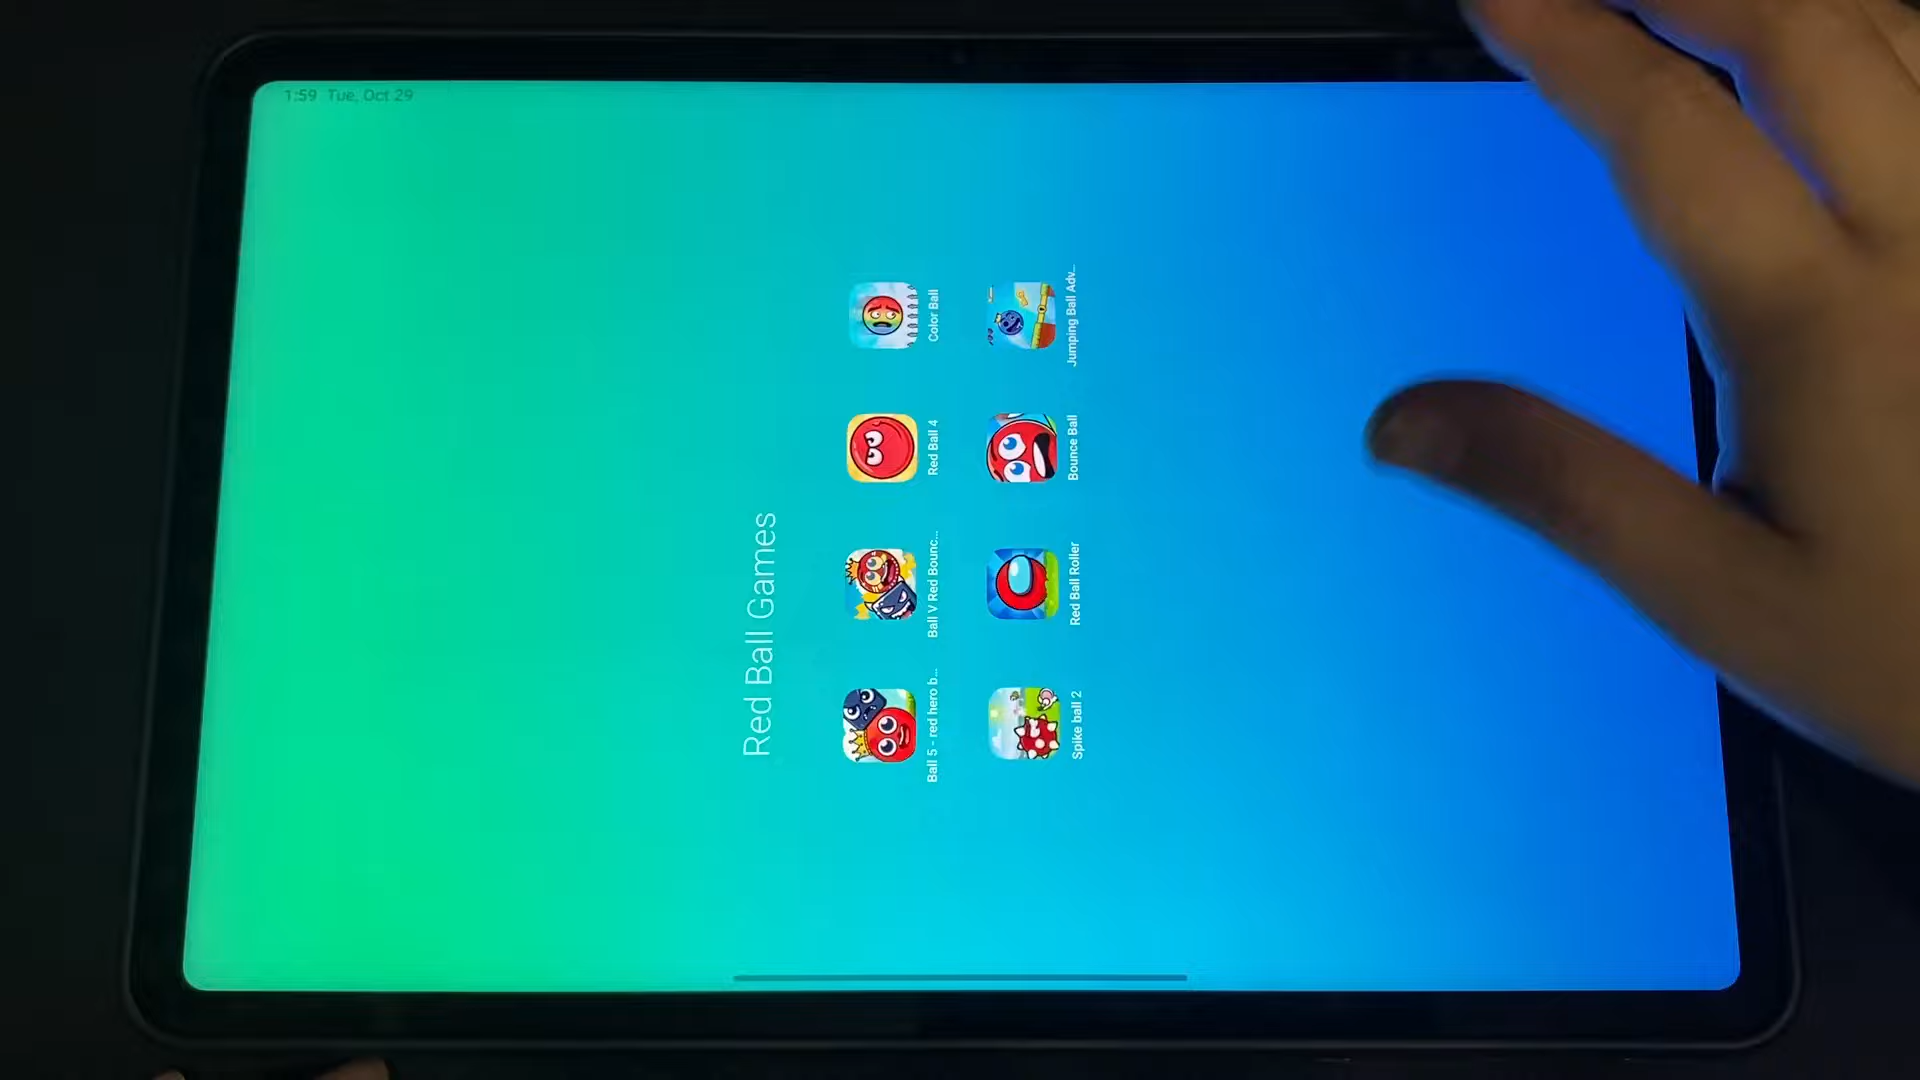 1:59 Tue, Oct 29
Red Ball Games
Ball 5 - red hero b...
Ball V Red Bounc...
Red Ball 4
Color Ball
Spike ball 2
Red Ball Roller
Bounce Ball
Jumping Ball Adv...